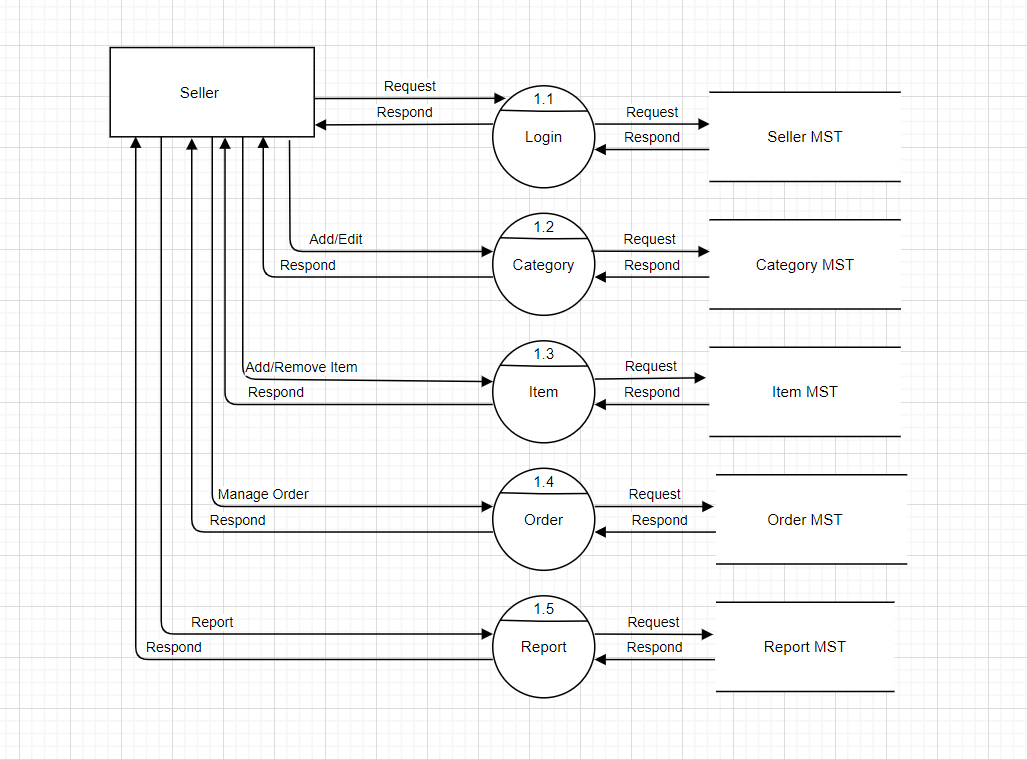 Seller
Request
Respond
1.1
Login
Request
Respond
Seller MST
Add/Edit
Respond
1.2
Category
Request
Respond
Category MST
Add/Remove Item
Respond
1.3
Item
Request
Respond
Item MST
Manage Order
Respond
1.4
Order
Request
Respond
Order MST
Report
Respond
1.5
Report
Request
Respond
Report MST